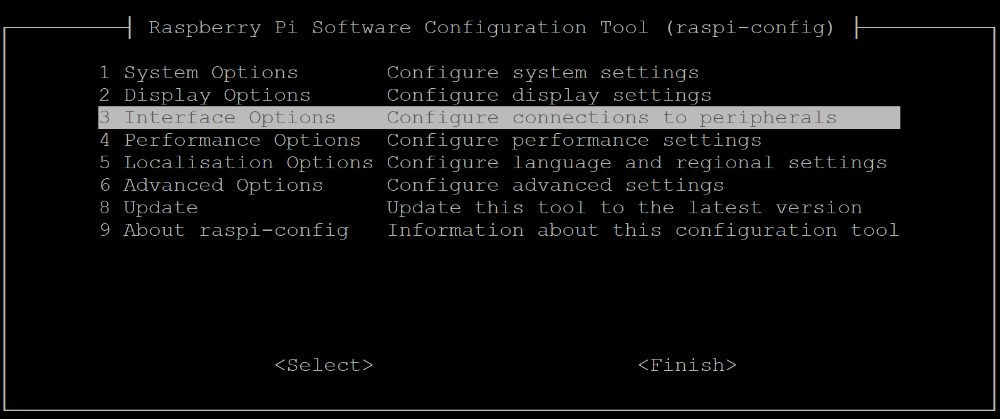 Raspberry Pi Software Configuration Tool (raspi-config)
1 System Options Configure system settings
2 Display Options Configure display settings
3 Interface Options Configure connections to peripherals
4 Performance Options Configure performance settings
5 Localisation Options Configure language and regional settings
6 Advanced Options Configure advanced settings
8 Update Update this tool to the latest version
9 About raspi-config Information about this configuration tool
<Select> <Finish>